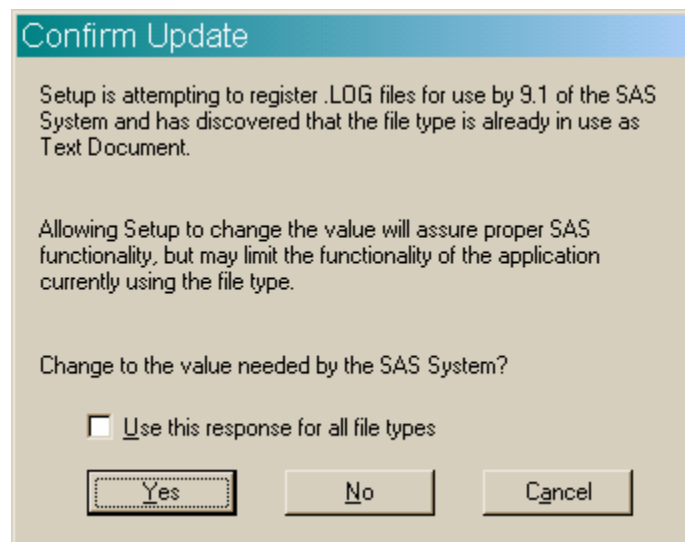 Confirm Update
Setup is attempting to register .LOG files for use by 9.1 of the SAS
System and has discovered that the file type is already in use as
Text Document.
Allowing Setup to change the value will assure proper SAS
functionality, but may limit the functionality of the application
currently using the file type.
Change to the value needed by the SAS System?
Use this response for all file types
Yes No Cancel